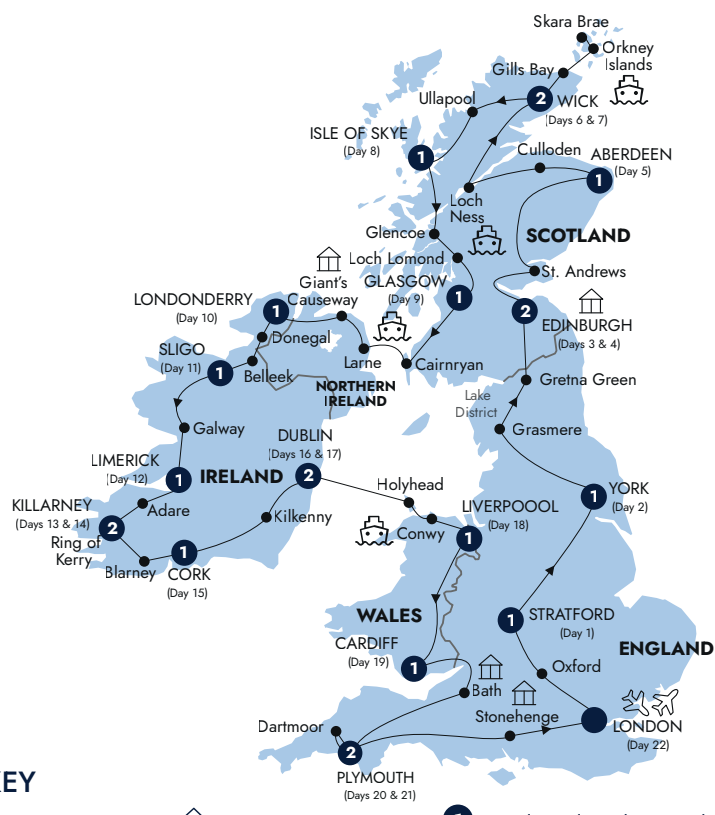 Skara Brae
Orkney
Islands
Gills Bay
2
WICK
(Days 6 & 7)
Ullapool
ISLE OF SKYE
(Day 8)
1
Culloden
ABERDEEN
(Day 5)
1
Loch
Ness
Glencoe
SCOTLAND
Loch Lomond
GLASGOW
(Day 9)
1
St. Andrews
2
EDINBURGH
(Days 3 & 4)
Giant's
Causeway
LONDONDERRY
(Day 10)
1
Donegal
SLIGO
(Day 11)
1
Belleek
Larne
Cairnryan
NORTHERN
IRELAND
Gretna Green
Lake
District
Grasmere
Galway
DUBLIN
(Days 16 & 17)
2
LIMERICK
(Day 12)
1
IRELAND
Adare
KILLARNEY
(Days 13 & 14)
2
Ring of
Kerry
Blarney
1
CORK
(Day 15)
Kilkenny
Holyhead
Conwy
LIVERPOOOL
(Day 18)
1
YORK
(Day 2)
1
WALES
CARDIFF
(Day 19)
1
1
STRATFORD
(Day 1)
ENGLAND
Oxford
Bath
Stonehenge
LONDON
(Day 22)
Dartmoor
2
PLYMOUTH
(Days 20 & 21)
KEY